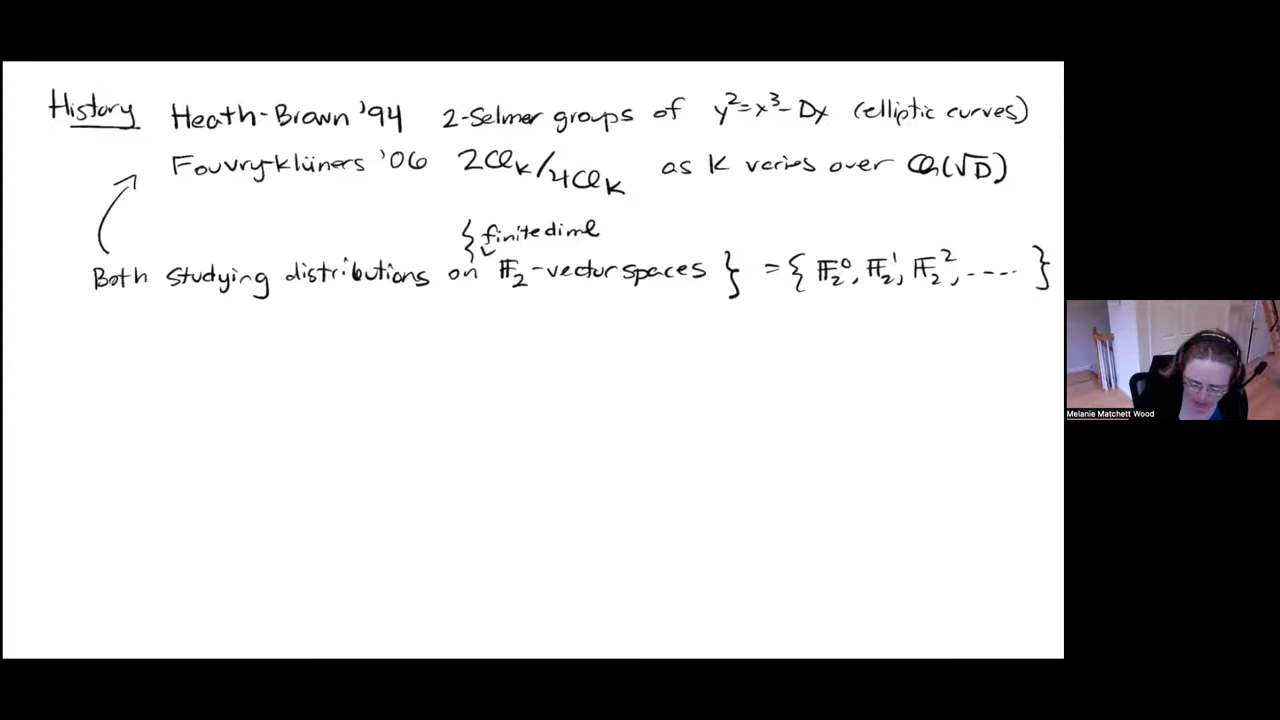 History Heath-Brown '94 2-Selmer groups of y²=x³-Dx (elliptic curves)
Fouvry-Klüners '06 2Cl_K/4Cl_K as K varies over Q(√D)
{finite diml
Both studying distributions on F₂-vector spaces } = { F₂⁰, F₂¹, F₂², ---- }
Melanie Matchett Wood